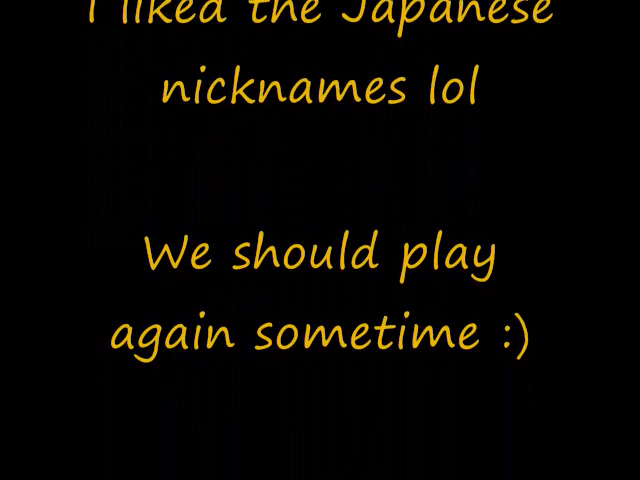 I liked the Japanese
nicknames lol
We should play
again sometime :)